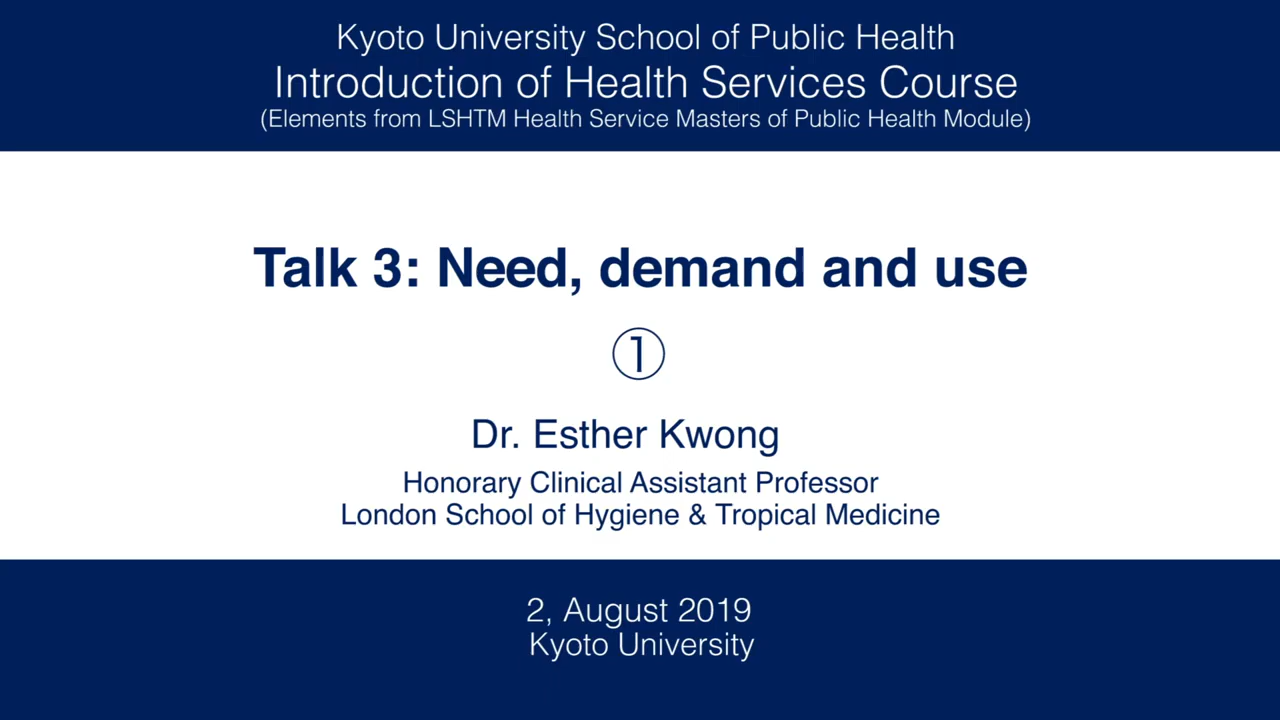 Kyoto University School of Public Health
Introduction of Health Services Course
(Elements from LSHTM Health Service Masters of Public Health Module)
Talk 3: Need, demand and use
①
Dr. Esther Kwong
Honorary Clinical Assistant Professor
London School of Hygiene & Tropical Medicine
2, August 2019
Kyoto University